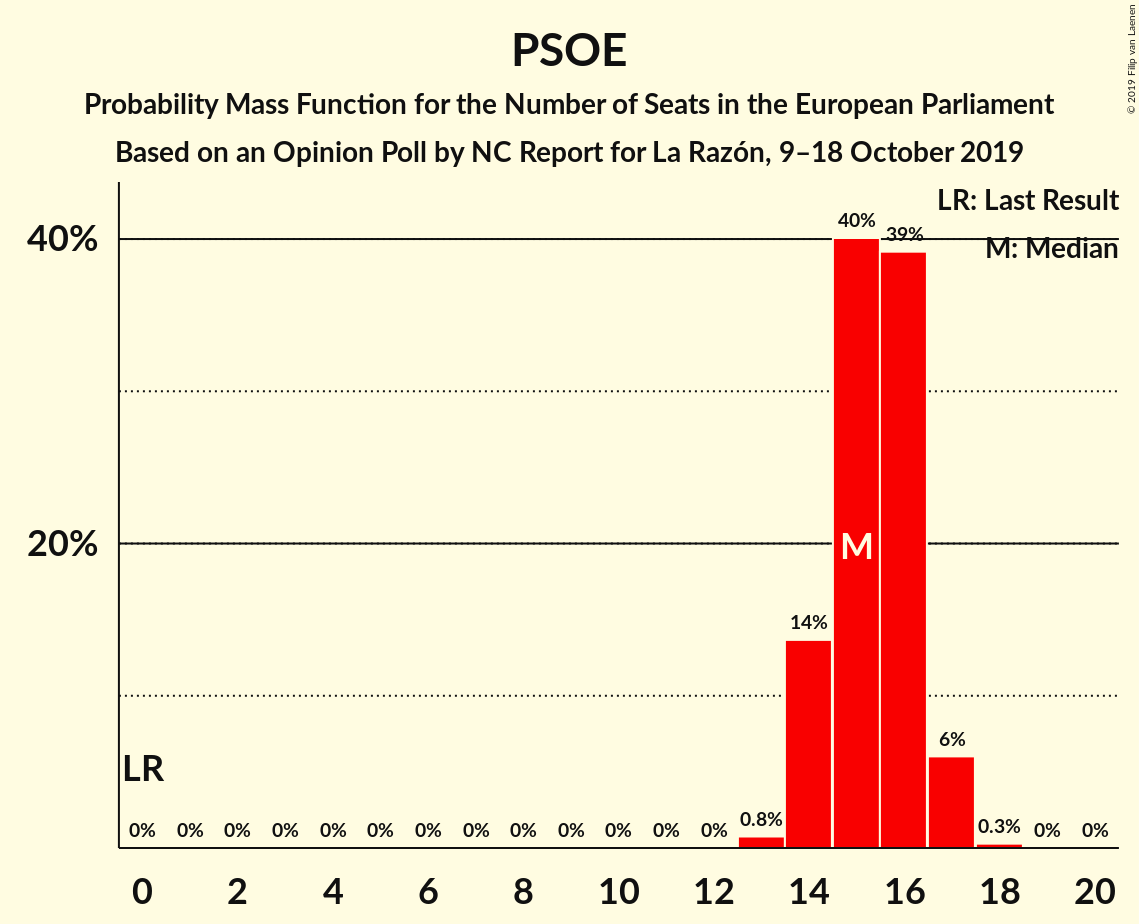 PSOE
Probability Mass Function for the Number of Seats in the European Parliament
Based on an Opinion Poll by NC Report for La Razón, 9–18 October 2019
© 2019 Filip van Laenen
LR: Last Result
M: Median
40%
20%
40%
39%
M
14%
6%
LR
0% 0% 0% 0% 0% 0% 0% 0% 0% 0% 0% 0% 0% 0.8% 0.3% 0% 0%
0 2 4 6 8 10 12 14 16 18 20